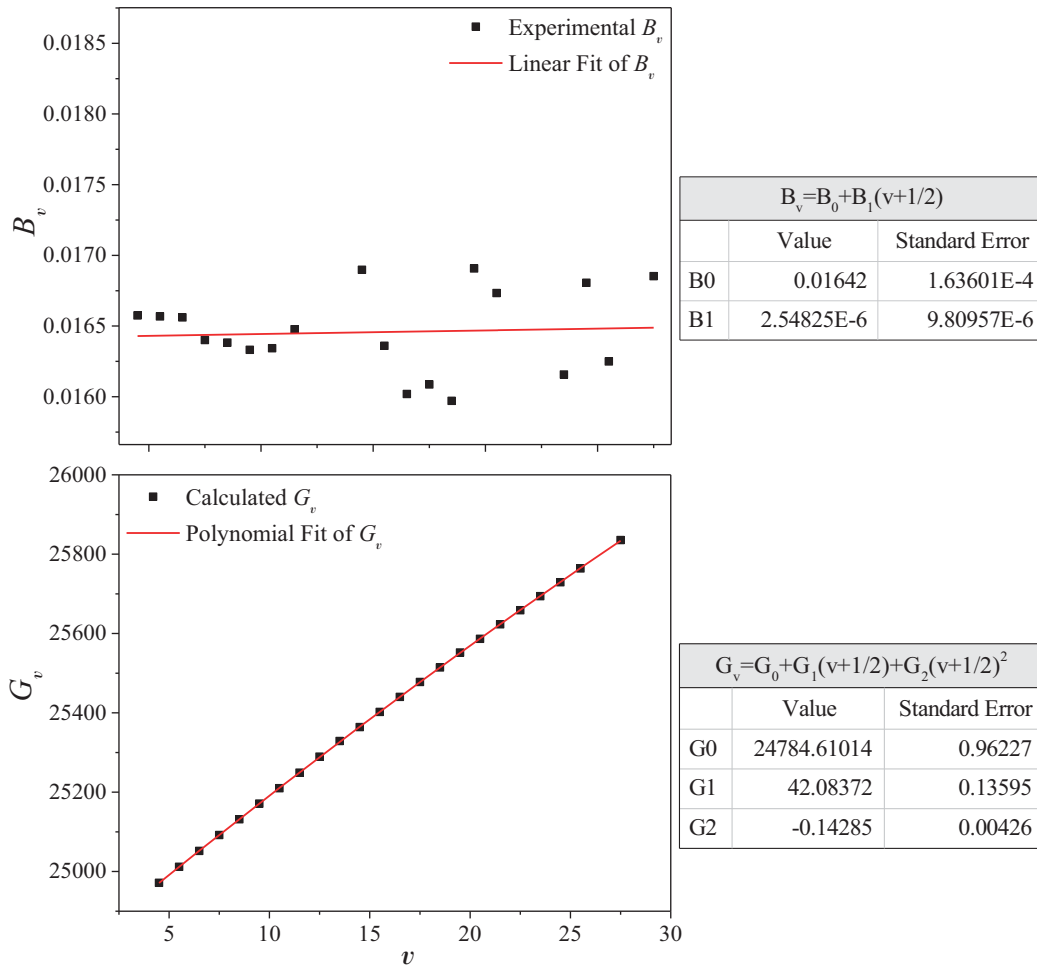 0.0185
0.0180
0.0175
0.0170
0.0165
0.0160
B_v
Experimental B_v
Linear Fit of B_v
B_v=B_0+B_1(v+1/2)
Value Standard Error
B0 0.01642 1.63601E-4
B1 2.54825E-6 9.80957E-6
26000
25800
25600
25400
25200
25000
G_v
Calculated G_v
Polynomial Fit of G_v
5 10 15 20 25 30
v
G_v=G_0+G_1(v+1/2)+G_2(v+1/2)^2
Value Standard Error
G0 24784.61014 0.96227
G1 42.08372 0.13595
G2 -0.14285 0.00426